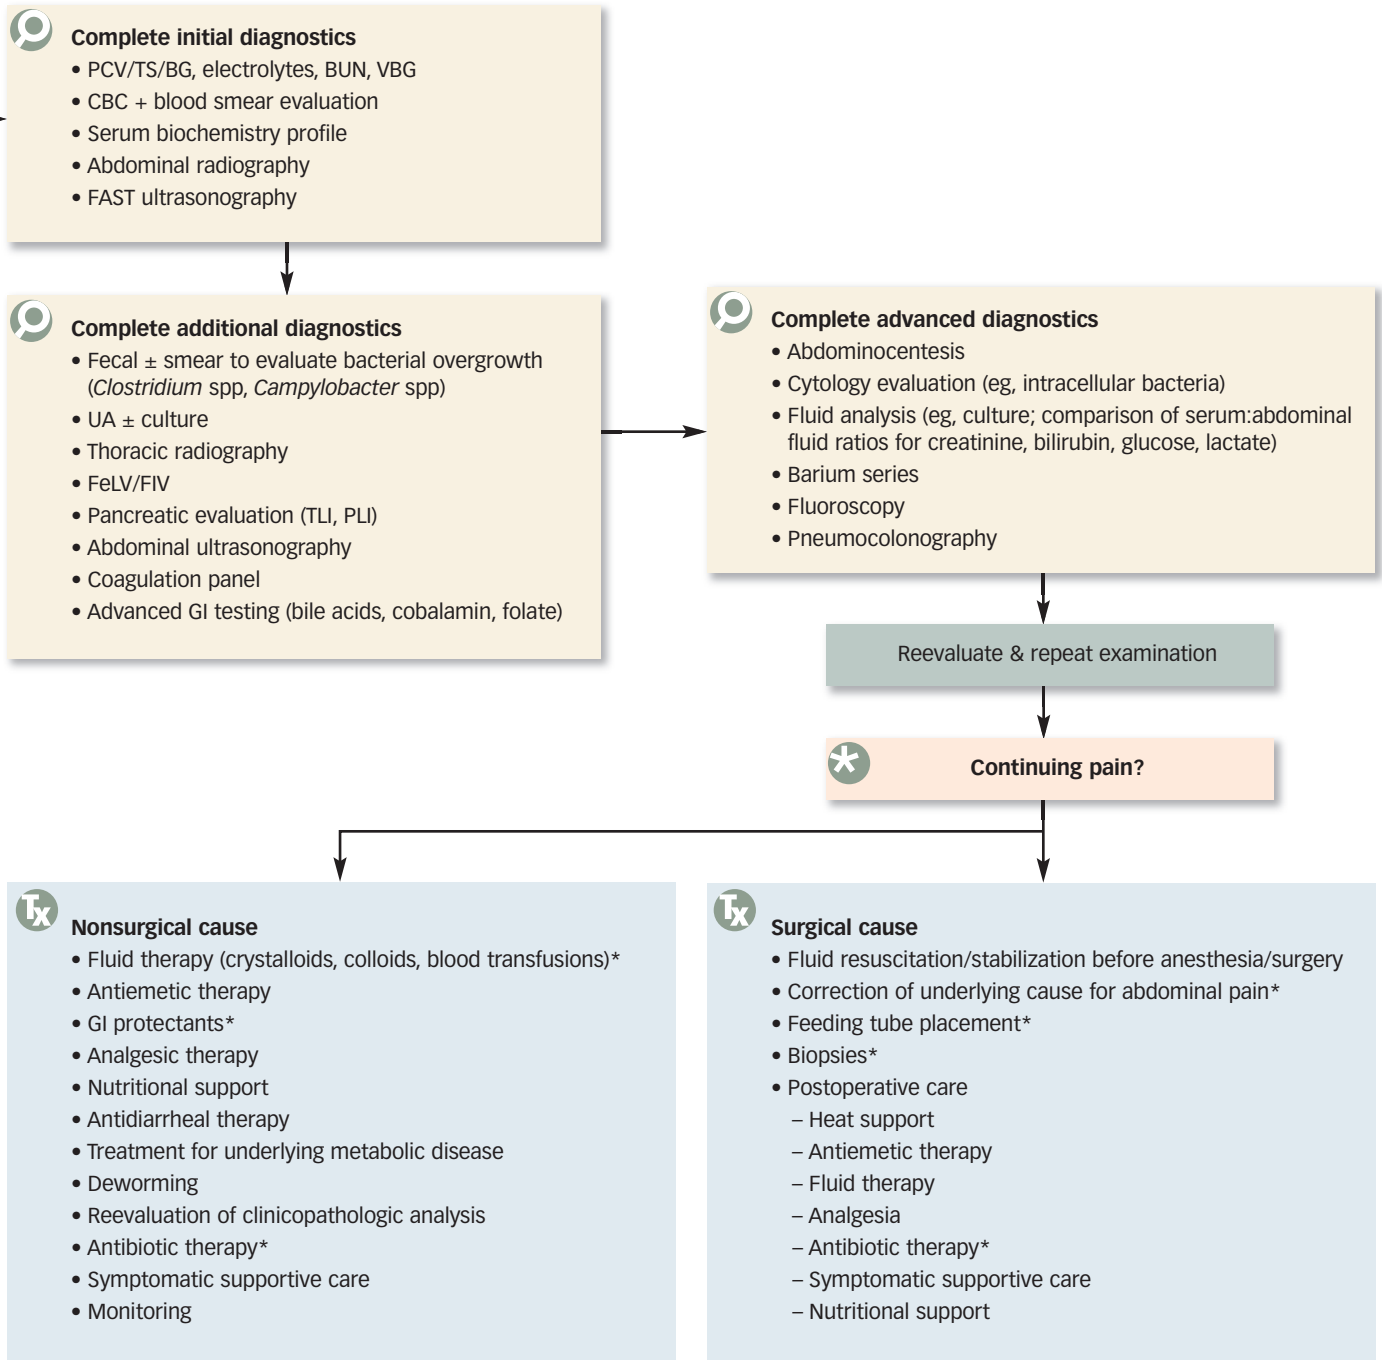 Complete initial diagnostics
• PCV/TS/BG, electrolytes, BUN, VBG
• CBC + blood smear evaluation
• Serum biochemistry profile
• Abdominal radiography
• FAST ultrasonography
Complete additional diagnostics
• Fecal ± smear to evaluate bacterial overgrowth
(Clostridium spp, Campylobacter spp)
• UA ± culture
• Thoracic radiography
• FeLV/FIV
• Pancreatic evaluation (TLI, PLI)
• Abdominal ultrasonography
• Coagulation panel
• Advanced GI testing (bile acids, cobalamin, folate)
Complete advanced diagnostics
• Abdominocentesis
• Cytology evaluation (eg, intracellular bacteria)
• Fluid analysis (eg, culture; comparison of serum:abdominal
fluid ratios for creatinine, bilirubin, glucose, lactate)
• Barium series
• Fluoroscopy
• Pneumocolonography
Reevaluate & repeat examination
*
Continuing pain?
Tx
Nonsurgical cause
• Fluid therapy (crystalloids, colloids, blood transfusions)*
• Antiemetic therapy
• GI protectants*
• Analgesic therapy
• Nutritional support
• Antidiarrheal therapy
• Treatment for underlying metabolic disease
• Deworming
• Reevaluation of clinicopathologic analysis
• Antibiotic therapy*
• Symptomatic supportive care
• Monitoring
Tx
Surgical cause
• Fluid resuscitation/stabilization before anesthesia/surgery
• Correction of underlying cause for abdominal pain*
• Feeding tube placement*
• Biopsies*
• Postoperative care
– Heat support
– Antiemetic therapy
– Fluid therapy
– Analgesia
– Antibiotic therapy*
– Symptomatic supportive care
– Nutritional support